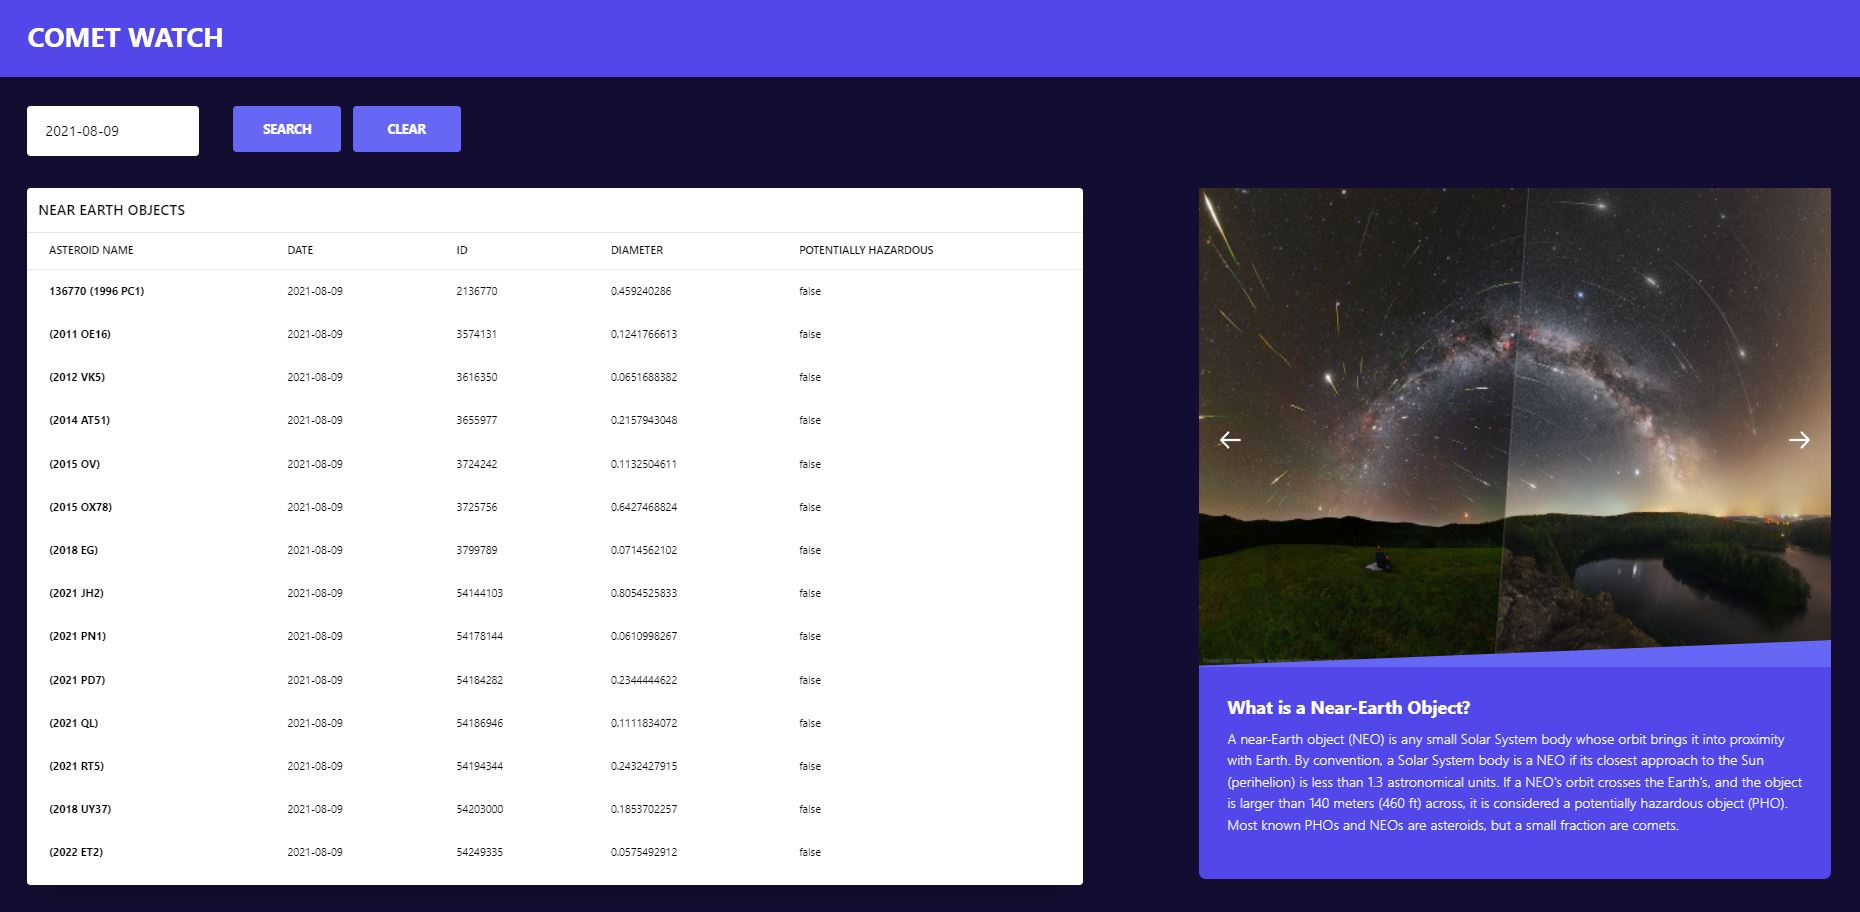 COMET WATCH
2021-08-09
SEARCH
CLEAR
NEAR EARTH OBJECTS
ASTEROID NAME DATE ID DIAMETER POTENTIALLY HAZARDOUS
136770 (1996 PC1) 2021-08-09 2136770 0.459240286 false
(2011 OE16) 2021-08-09 3574131 0.1241766613 false
(2012 VK5) 2021-08-09 3616350 0.0651688382 false
(2014 AT51) 2021-08-09 3655977 0.2157943048 false
(2015 OV) 2021-08-09 3724242 0.1132504611 false
(2015 OX78) 2021-08-09 3725756 0.6427468824 false
(2018 EG) 2021-08-09 3799789 0.0714562102 false
(2021 JH2) 2021-08-09 54144103 0.8054525833 false
(2021 PN1) 2021-08-09 54178144 0.0610998267 false
(2021 PD7) 2021-08-09 54184282 0.2344444622 false
(2021 QL) 2021-08-09 54186946 0.1111834072 false
(2021 RT5) 2021-08-09 54194344 0.2432427915 false
(2018 UY37) 2021-08-09 54203000 0.1853702257 false
(2022 ET2) 2021-08-09 54249335 0.0575492912 false
What is a Near-Earth Object?
A near-Earth object (NEO) is any small Solar System body whose orbit brings it into proximity
with Earth. By convention, a Solar System body is a NEO if its closest approach to the Sun
(perihelion) is less than 1.3 astronomical units. If a NEO's orbit crosses the Earth's, and the object
is larger than 140 meters (460 ft) across, it is considered a potentially hazardous object (PHO).
Most known PHOs and NEOs are asteroids, but a small fraction are comets.